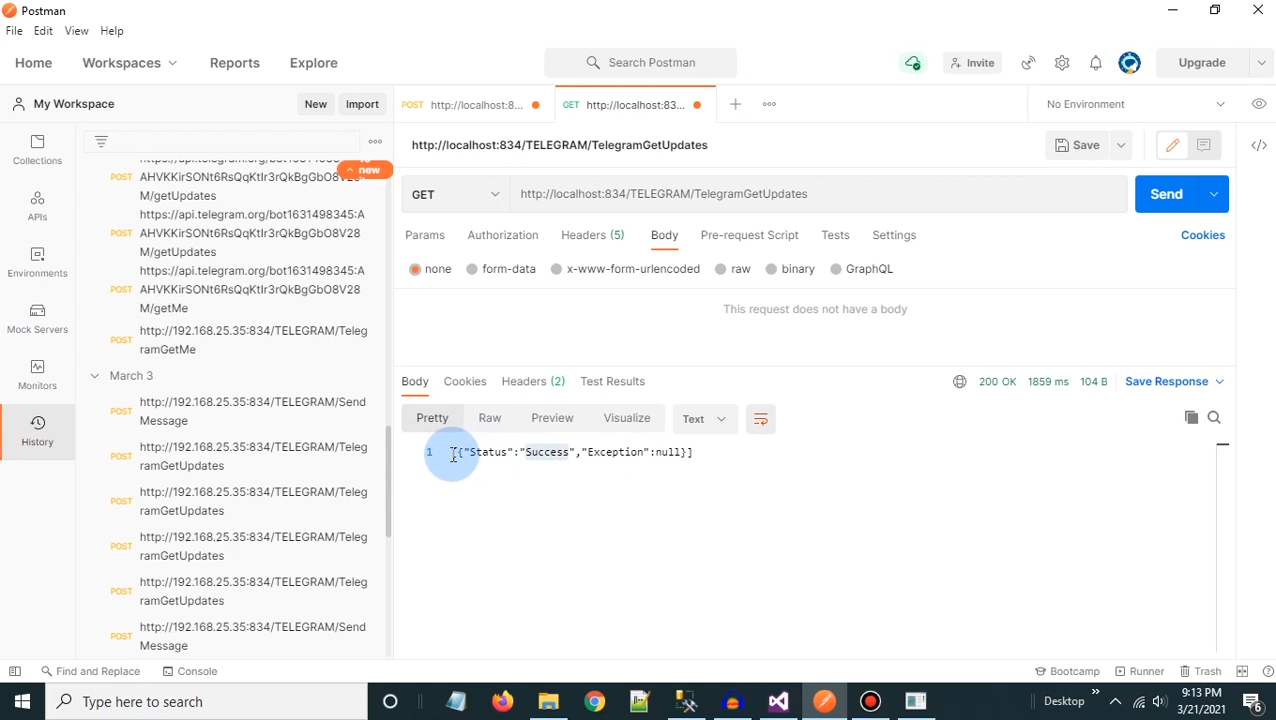 Postman
File Edit View Help
Home Workspaces Reports Explore
Search Postman
Invite
Upgrade
My Workspace
New Import
POST http://localhost:8...
GET http://localhost:83...
No Environment
http://localhost:834/TELEGRAM/TelegramGetUpdates
Save
GET
http://localhost:834/TELEGRAM/TelegramGetUpdates
Send
Params Authorization Headers (5) Body Pre-request Script Tests Settings
Cookies
none form-data x-www-form-urlencoded raw binary GraphQL
This request does not have a body
Body Cookies Headers (2) Test Results
200 OK 1859 ms 104 B Save Response
Pretty Raw Preview Visualize Text
1 [{"Status":"Success","Exception":null}]
Collections
APIs
Environments
Mock Servers
Monitors
History
new
POST
AHVKKirSONt6RsQqKtIr3rQkBgGbO8V28
M/getUpdates
https://api.telegram.org/bot1631498345:A
POST
AHVKKirSONt6RsQqKtIr3rQkBgGbO8V28
M/getUpdates
https://api.telegram.org/bot1631498345:A
POST
AHVKKirSONt6RsQqKtIr3rQkBgGbO8V28
M/getMe
POST
http://192.168.25.35:834/TELEGRAM/Teleg
ramGetMe
March 3
POST
http://192.168.25.35:834/TELEGRAM/Send
Message
POST
http://192.168.25.35:834/TELEGRAM/Teleg
ramGetUpdates
POST
http://192.168.25.35:834/TELEGRAM/Teleg
ramGetUpdates
POST
http://192.168.25.35:834/TELEGRAM/Teleg
ramGetUpdates
POST
http://192.168.25.35:834/TELEGRAM/Teleg
ramGetUpdates
POST
http://192.168.25.35:834/TELEGRAM/Send
Message
Find and Replace Console
Bootcamp Runner Trash
Type here to search
Desktop
9:13 PM
3/21/2021
6